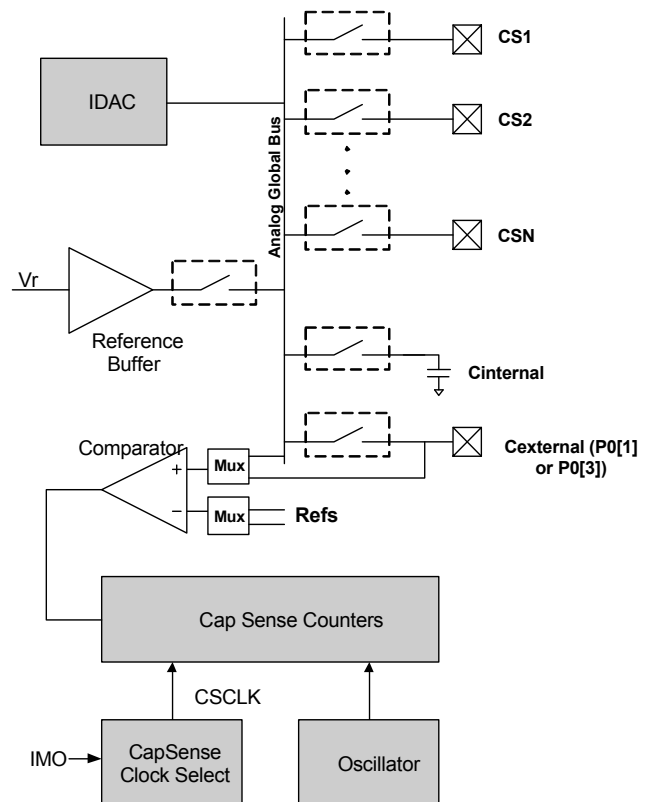 CS1
IDAC
CS2
Analog Global Bus
CSN
Vr
Reference
Buffer
Cinternal
Comparator
Mux
Cexternal (P0[1]
or P0[3])
+
−
Mux
Refs
Cap Sense Counters
CSCLK
IMO
CapSense
Clock Select
Oscillator